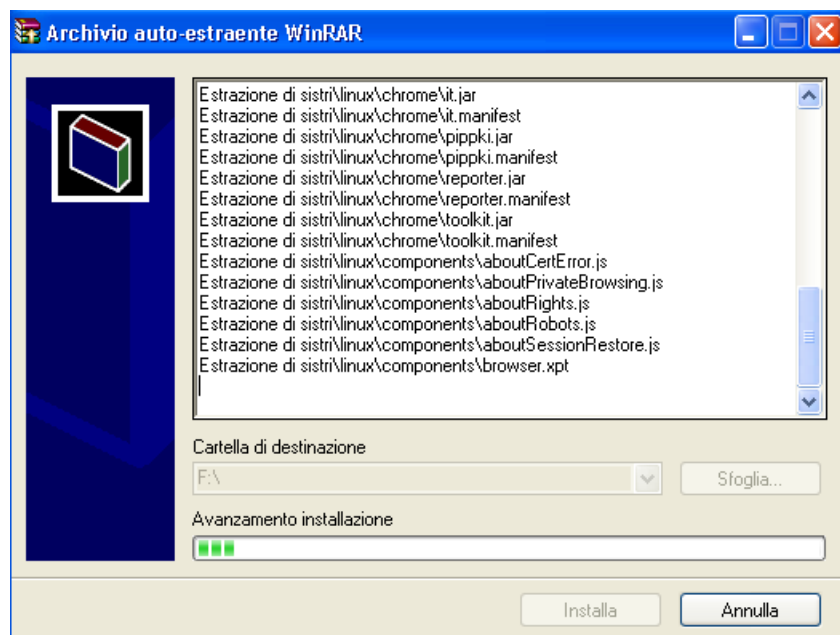 Archivio auto-estraente WinRAR
Estrazione di sistri\linux\chrome\it.jar
Estrazione di sistri\linux\chrome\it.manifest
Estrazione di sistri\linux\chrome\pippki.jar
Estrazione di sistri\linux\chrome\pippki.manifest
Estrazione di sistri\linux\chrome\reporter.jar
Estrazione di sistri\linux\chrome\reporter.manifest
Estrazione di sistri\linux\chrome\toolkit.jar
Estrazione di sistri\linux\chrome\toolkit.manifest
Estrazione di sistri\linux\components\aboutCertError.js
Estrazione di sistri\linux\components\aboutPrivateBrowsing.js
Estrazione di sistri\linux\components\aboutRights.js
Estrazione di sistri\linux\components\aboutRobots.js
Estrazione di sistri\linux\components\aboutSessionRestore.js
Estrazione di sistri\linux\components\browser.xpt
Cartella di destinazione
F:\
Sfoglia...
Avanzamento installazione
Installa
Annulla